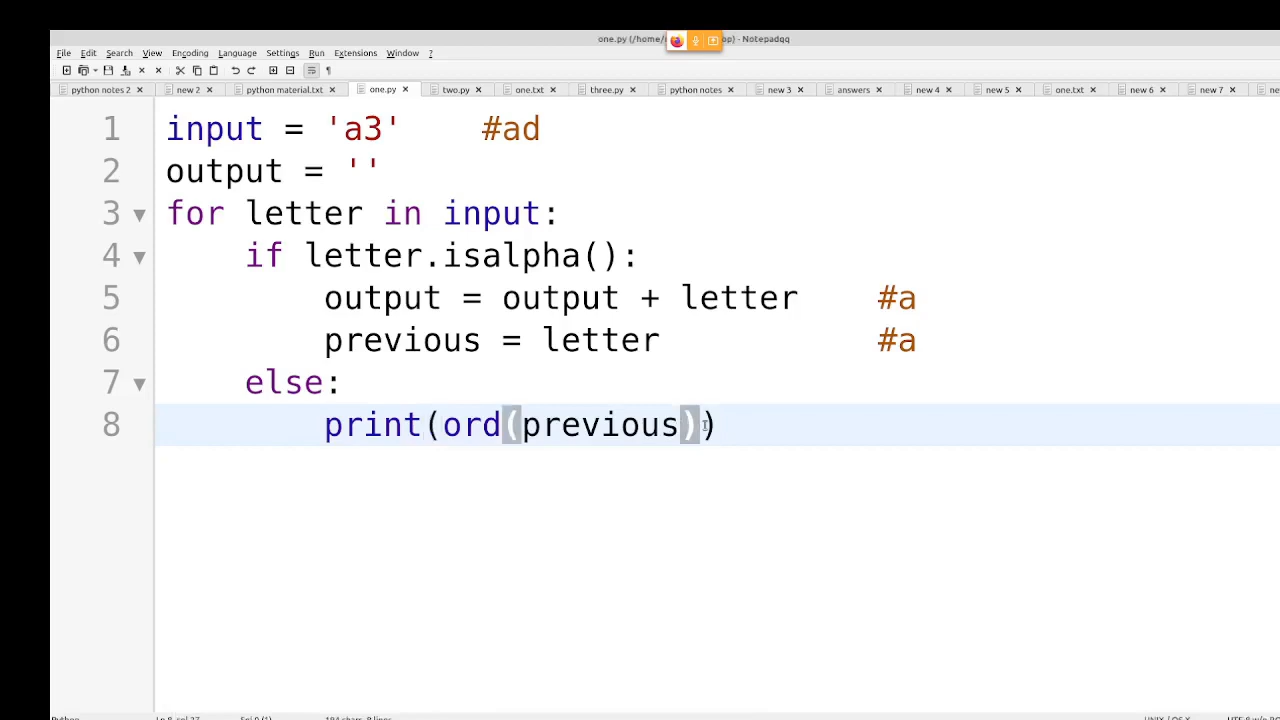 one.py (/home/ op) - Notepadqq
File Edit Search View Encoding Language Settings Run Extensions Window ?
python notes 2 new 2 python material.txt one.py two.py one.txt three.py python notes new 3 answers new 4 new 5 one.txt new 6 new 7
1 input = 'a3' #ad
2 output = ''
3 for letter in input:
4 if letter.isalpha():
5 output = output + letter #a
6 previous = letter #a
7 else:
8 print(ord(previous))